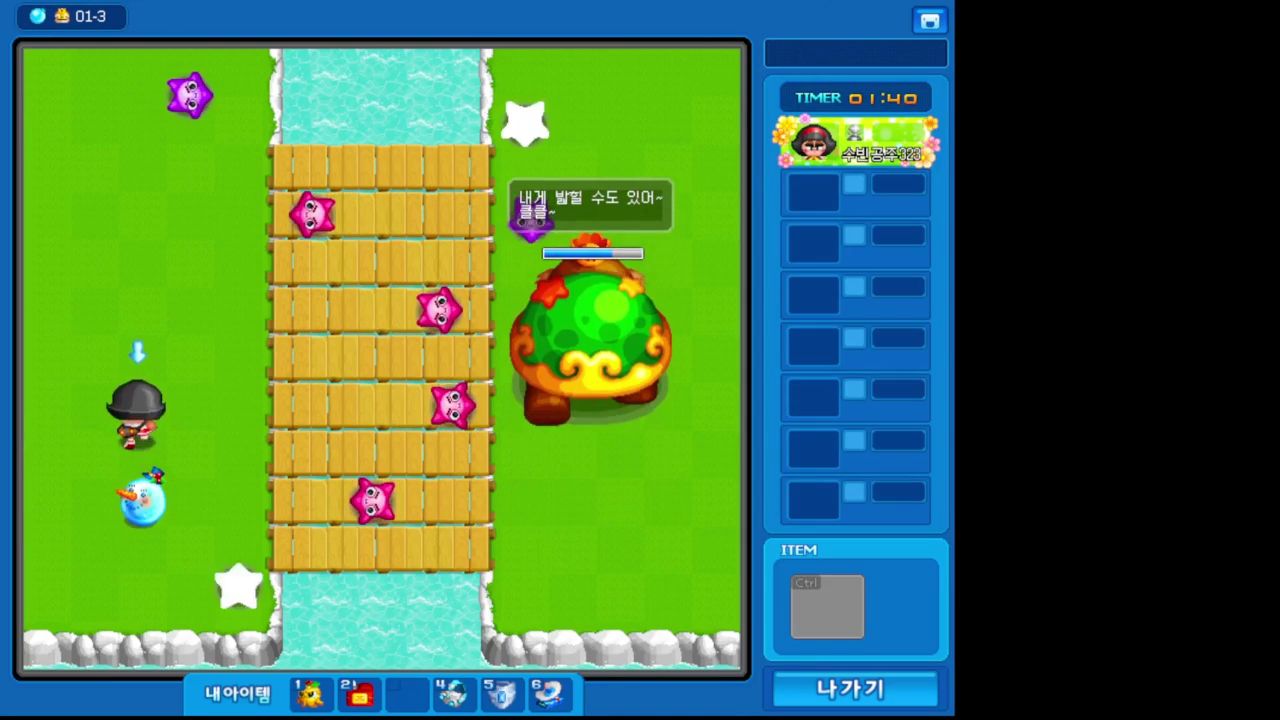 01-3
TIMER 01:40
수빈공주323
내게 밟힐 수도 있어~
클클~
ITEM
Ctrl
내아이템
1
2
4
5
6
나가기